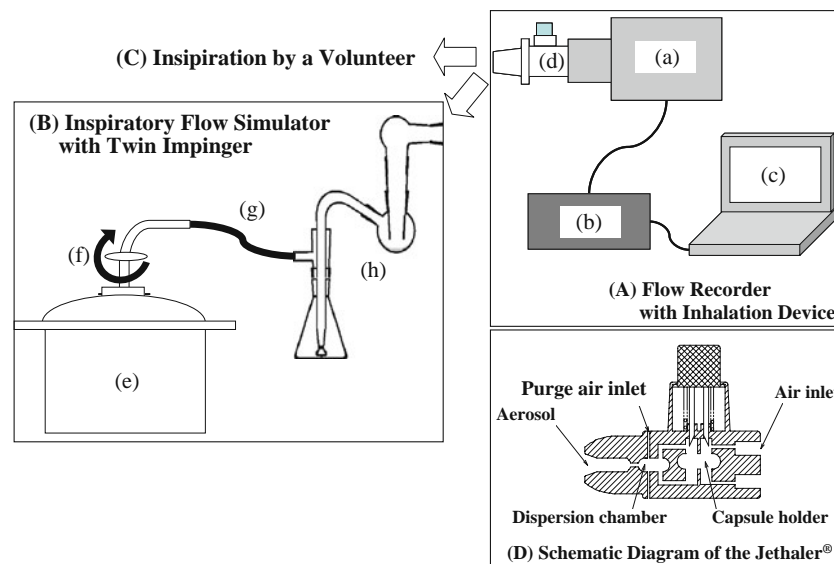 (C) Insipiration by a Volunteer
(B) Inspiratory Flow Simulator
with Twin Impinger
(f)
(g)
(h)
(e)
(d)
(a)
(b)
(c)
(A) Flow Recorder
with Inhalation Device
Purge air inlet
Air inlet
Aerosol
Dispersion chamber
Capsule holder
(D) Schematic Diagram of the Jethaler®